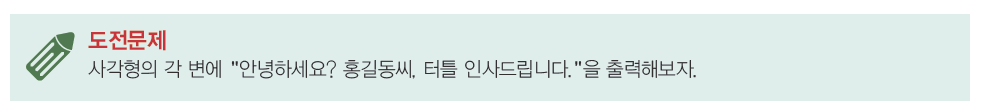 도전문제
사각형의 각 변에 "안녕하세요? 홍길동씨, 터틀 인사드립니다."을 출력해보자.